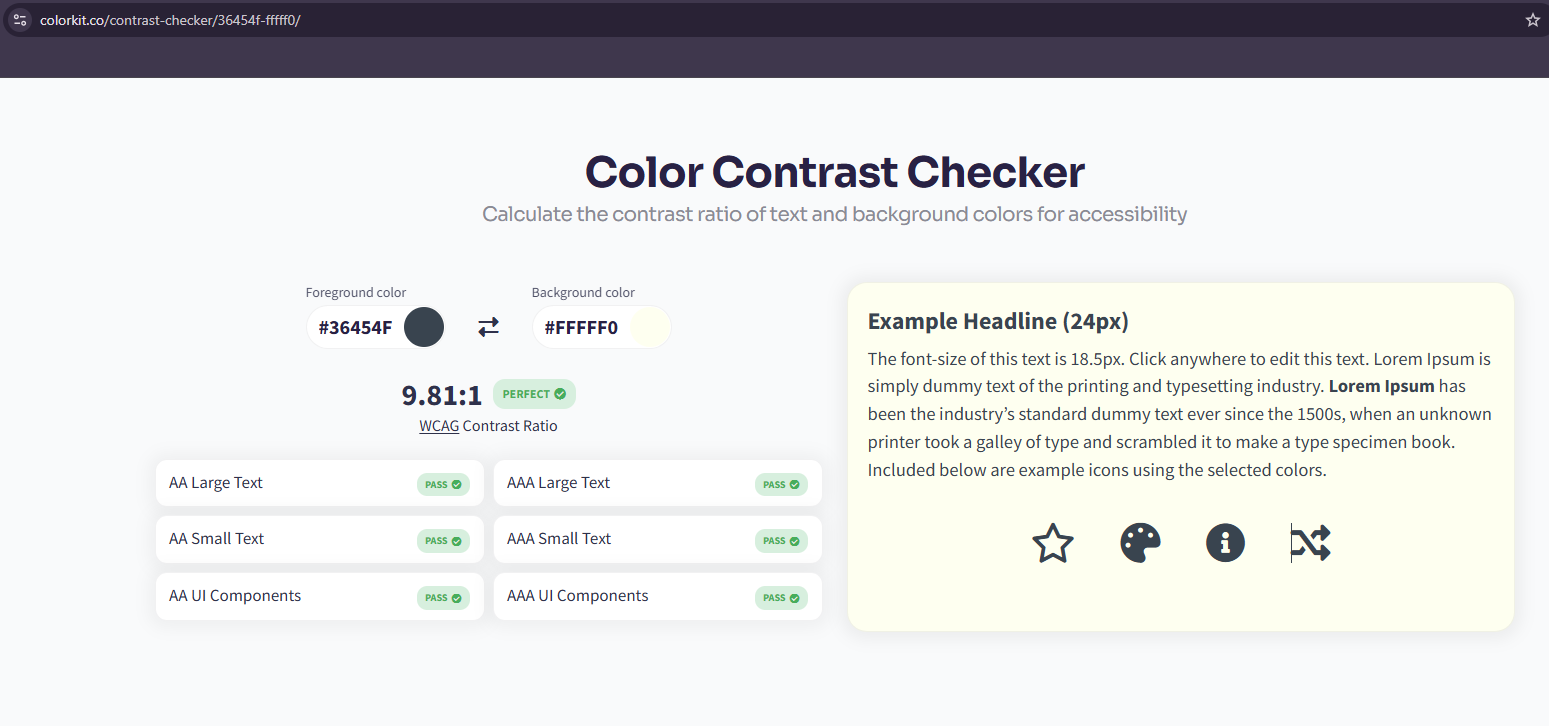 colorkit.co/contrast-checker/36454f-fffff0/
Color Contrast Checker
Calculate the contrast ratio of text and background colors for accessibility
Foreground color
#36454F
Background color
#FFFFF0
9.81:1
PERFECT
WCAG Contrast Ratio
AA Large Text
PASS
AAA Large Text
PASS
AA Small Text
PASS
AAA Small Text
PASS
AA UI Components
PASS
AAA UI Components
PASS
Example Headline (24px)
The font-size of this text is 18.5px. Click anywhere to edit this text. Lorem Ipsum is
simply dummy text of the printing and typesetting industry. Lorem Ipsum has
been the industry’s standard dummy text ever since the 1500s, when an unknown
printer took a galley of type and scrambled it to make a type specimen book.
Included below are example icons using the selected colors.